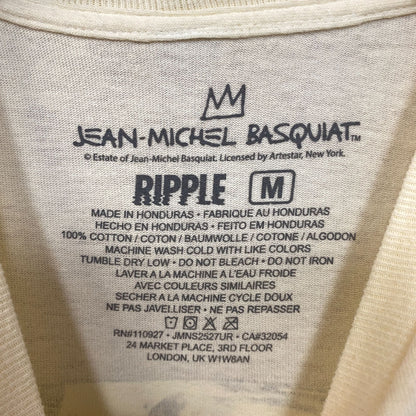 JEAN-MICHEL BASQUIAT™
© Estate of Jean-Michel Basquiat. Licensed by Artestar, New York.
RIPPLE M
MADE IN HONDURAS • FABRIQUE AU HONDURAS
HECHO EN HONDURAS • FEITO EM HONDURAS
100% COTTON / COTON / BAUMWOLLE / COTONE / ALGODON
MACHINE WASH COLD WITH LIKE COLORS
TUMBLE DRY LOW • DO NOT BLEACH • DO NOT IRON
LAVER A LA MACHINE A L'EAU FROIDE
AVEC COULEURS SIMILAIRES
SECHER A LA MACHINE CYCLE DOUX
NE PAS JAVELLISER • NE PAS REPASSER
RN#110927 • JMNS2527UR • CA#32054
24 MARKET PLACE, 3RD FLOOR
LONDON, UK W1W8AN